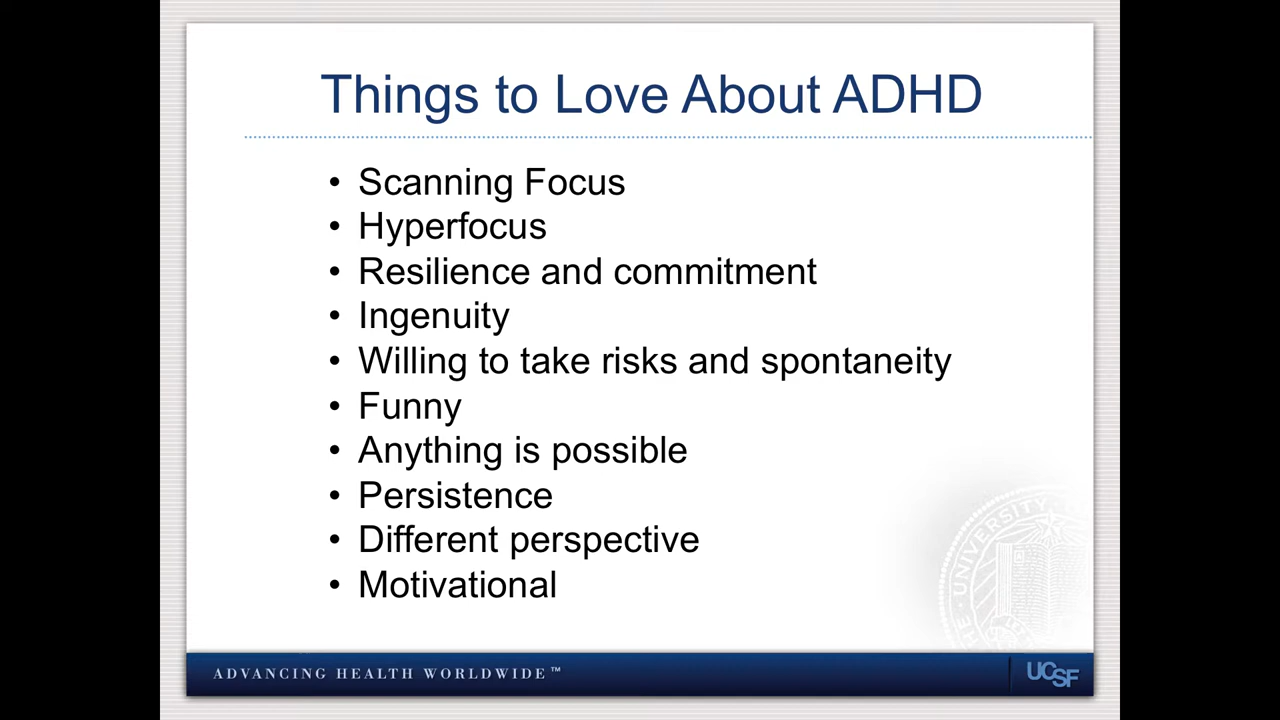 Things to Love About ADHD
• Scanning Focus
• Hyperfocus
• Resilience and commitment
• Ingenuity
• Willing to take risks and spontaneity
• Funny
• Anything is possible
• Persistence
• Different perspective
• Motivational
UNIVERSITY
ADVANCING HEALTH WORLDWIDE™
UCSF